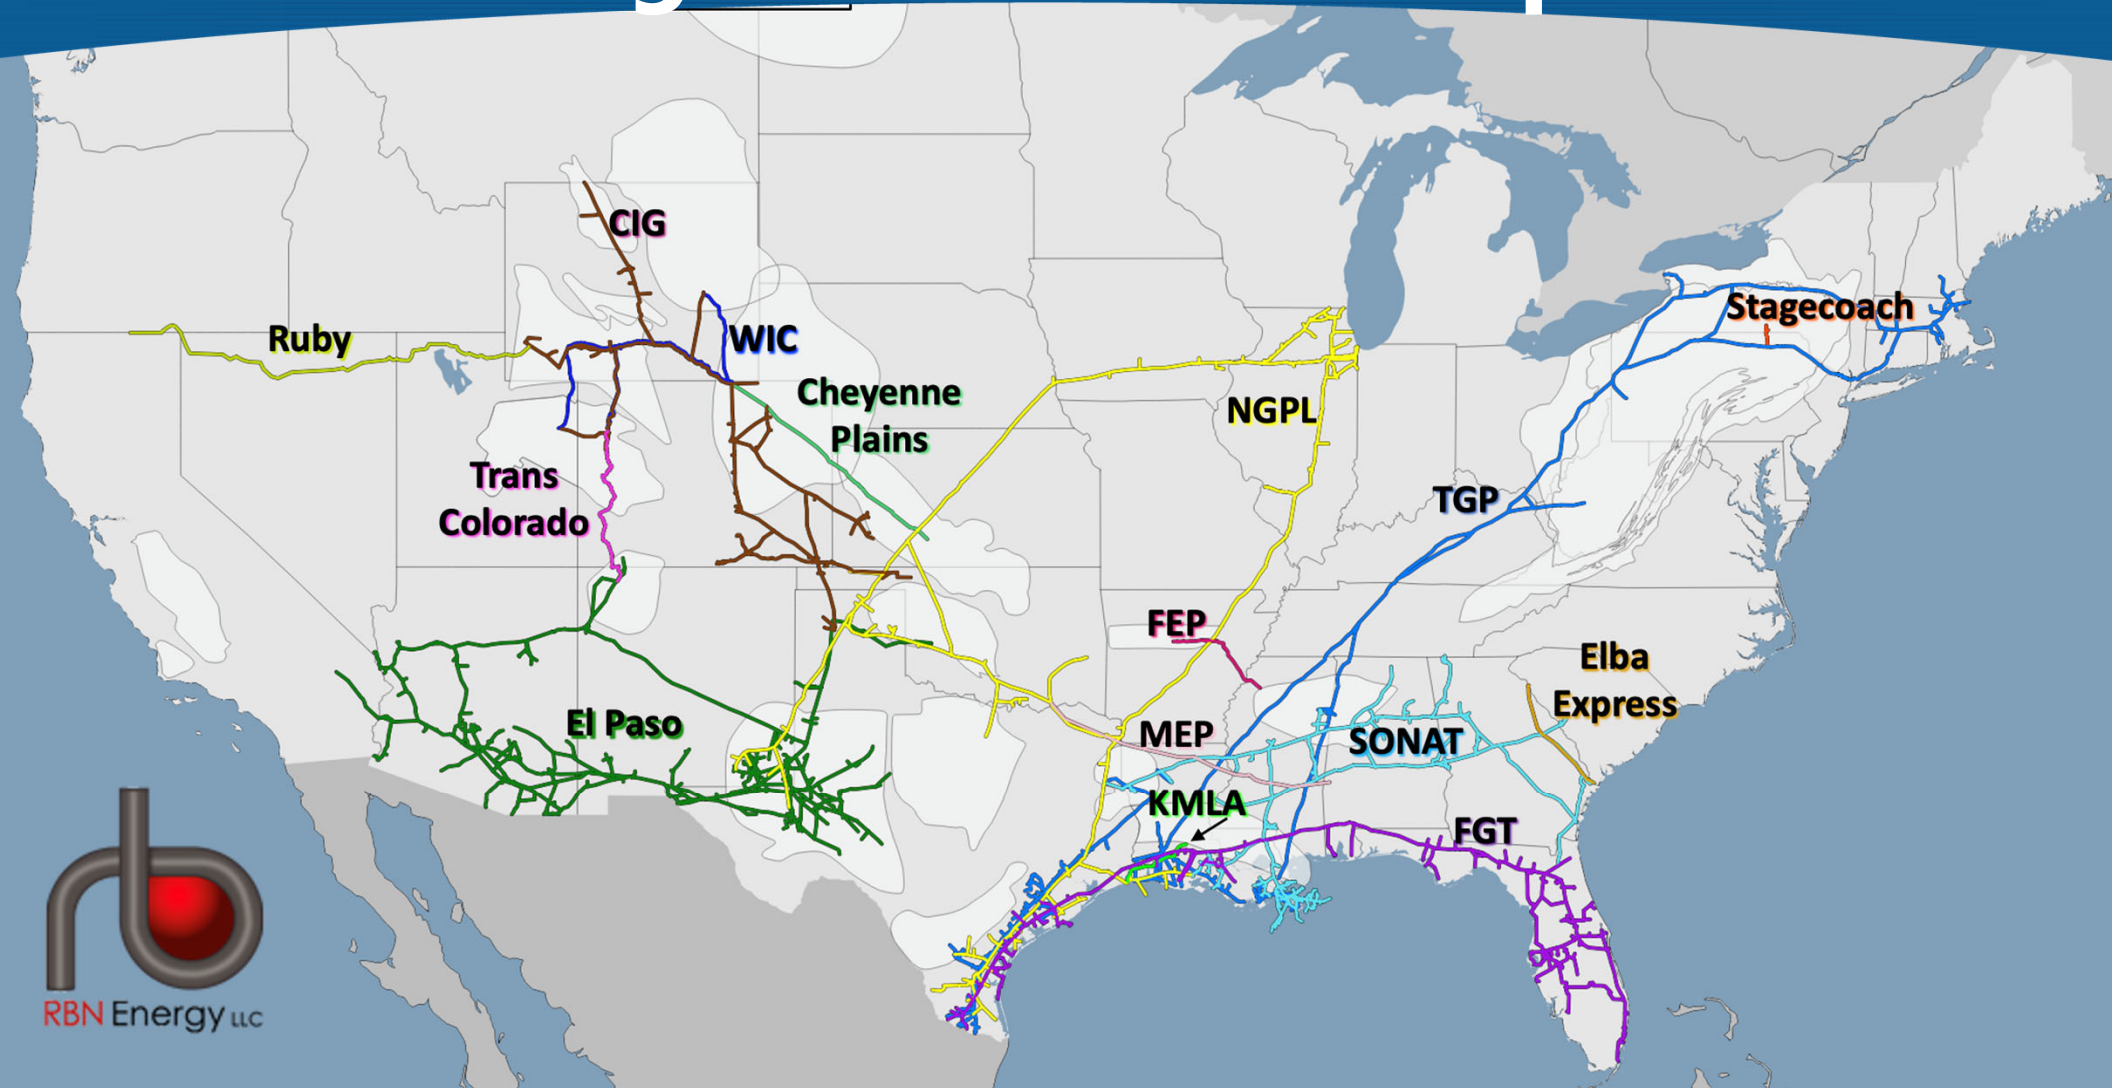 CIG
Stagecoach
Ruby
WIC
Cheyenne
Plains
NGPL
Trans
Colorado
TGP
FEP
Elba
Express
El Paso
MEP
SONAT
KMLA
FGT
RBN Energy LLC